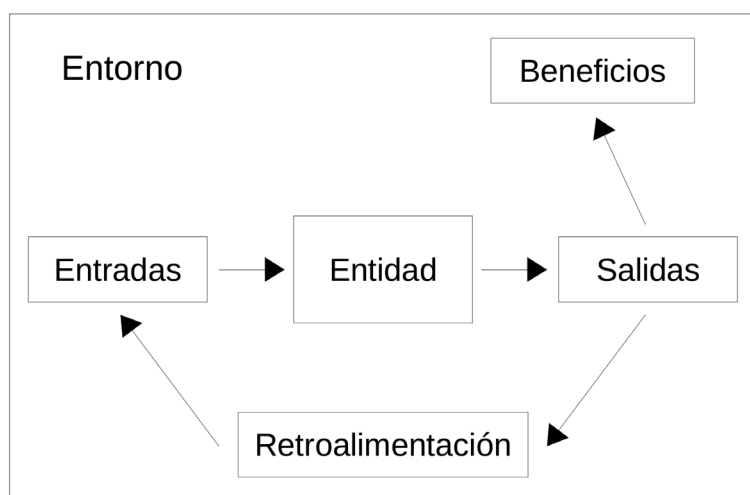 Entorno
Beneficios
Entradas
Entidad
Salidas
Retroalimentación